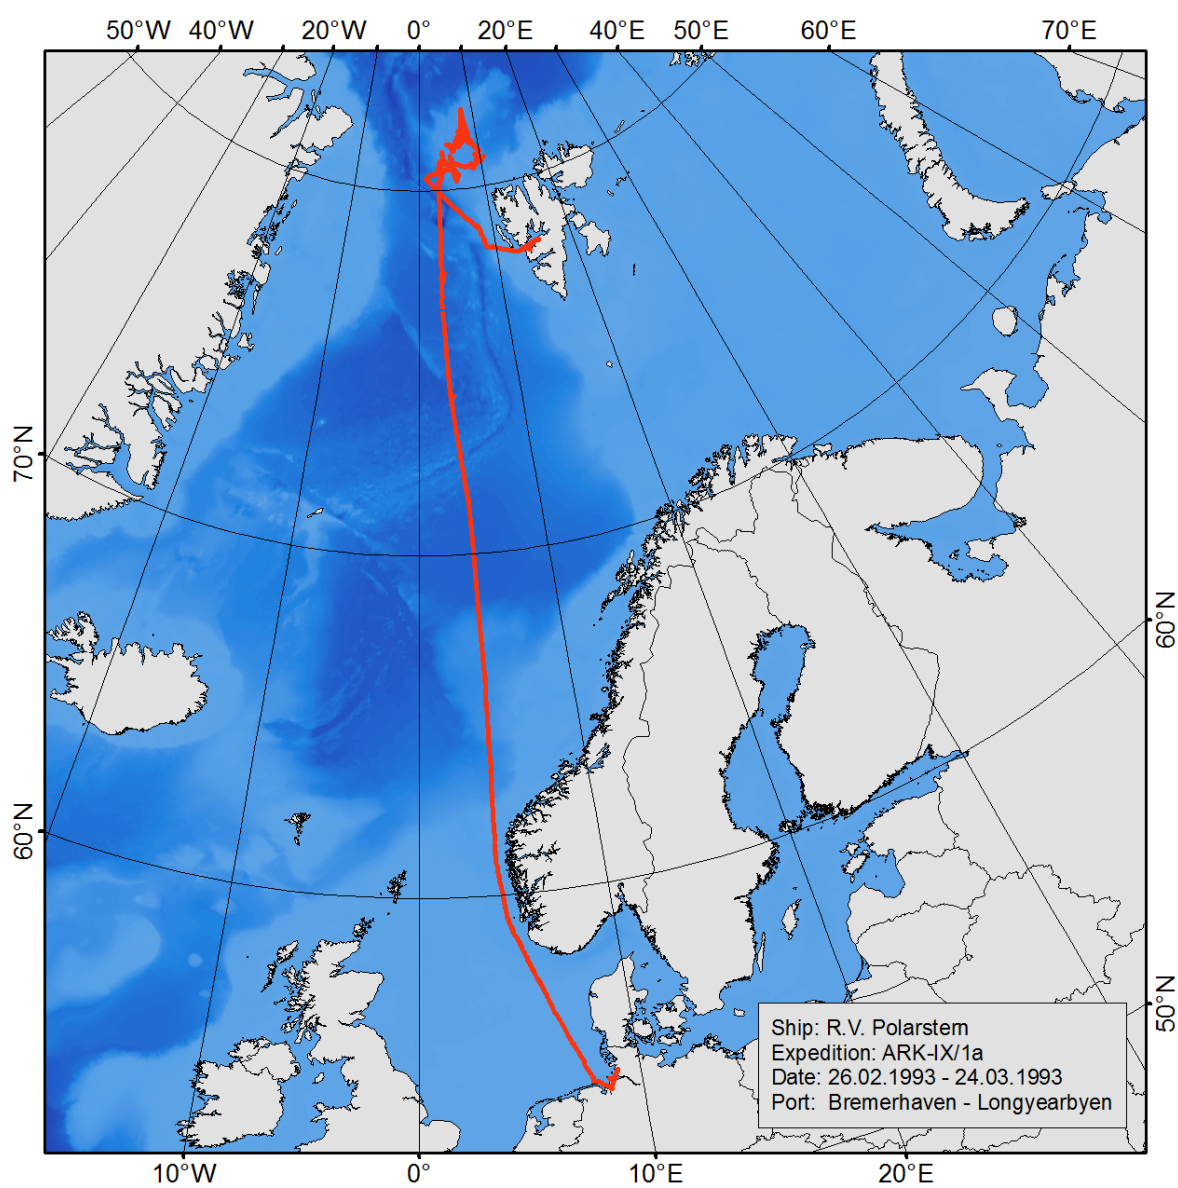 50°W 40°W 20°W 0° 20°E 40°E 50°E 60°E 70°E
70°N
60°N
60°N
50°N
Ship: R.V. Polarstern
Expedition: ARK-IX/1a
Date: 26.02.1993 - 24.03.1993
Port: Bremerhaven - Longyearbyen
10°W 0° 10°E 20°E